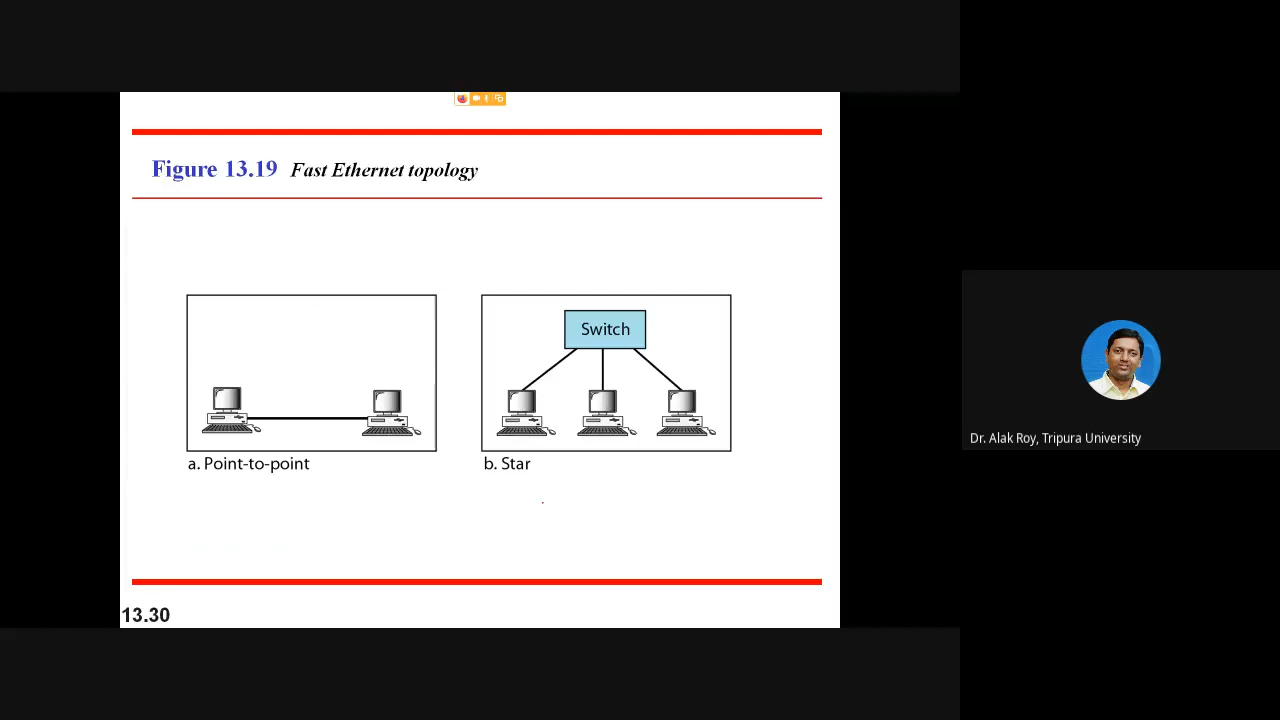 Figure 13.19 Fast Ethernet topology
Switch
a. Point-to-point
b. Star
13.30
Dr. Alak Roy, Tripura University